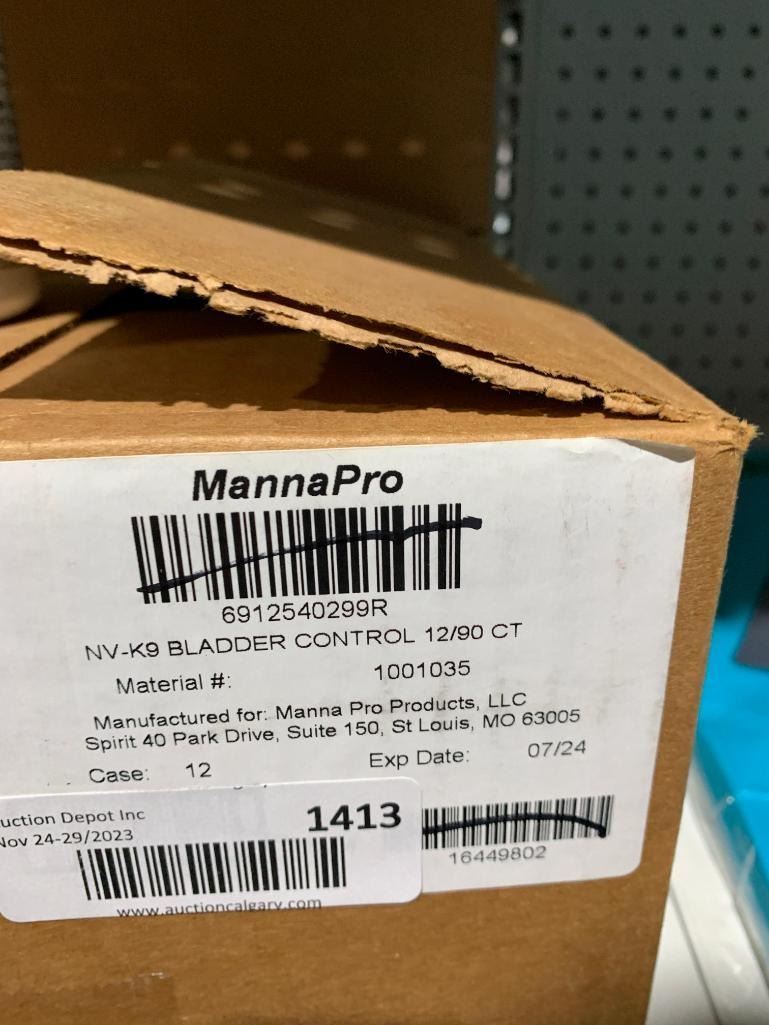 MannaPro
6912540299R
NV-K9 BLADDER CONTROL 12/90 CT
Material #: 1001035
Manufactured for: Manna Pro Products, LLC
Spirit 40 Park Drive, Suite 150, St Louis, MO 63005
Case: 12 Exp Date: 07/24
16449802
uction Depot Inc 1413
Nov 24-29/2023
www.auctioncalgary.com